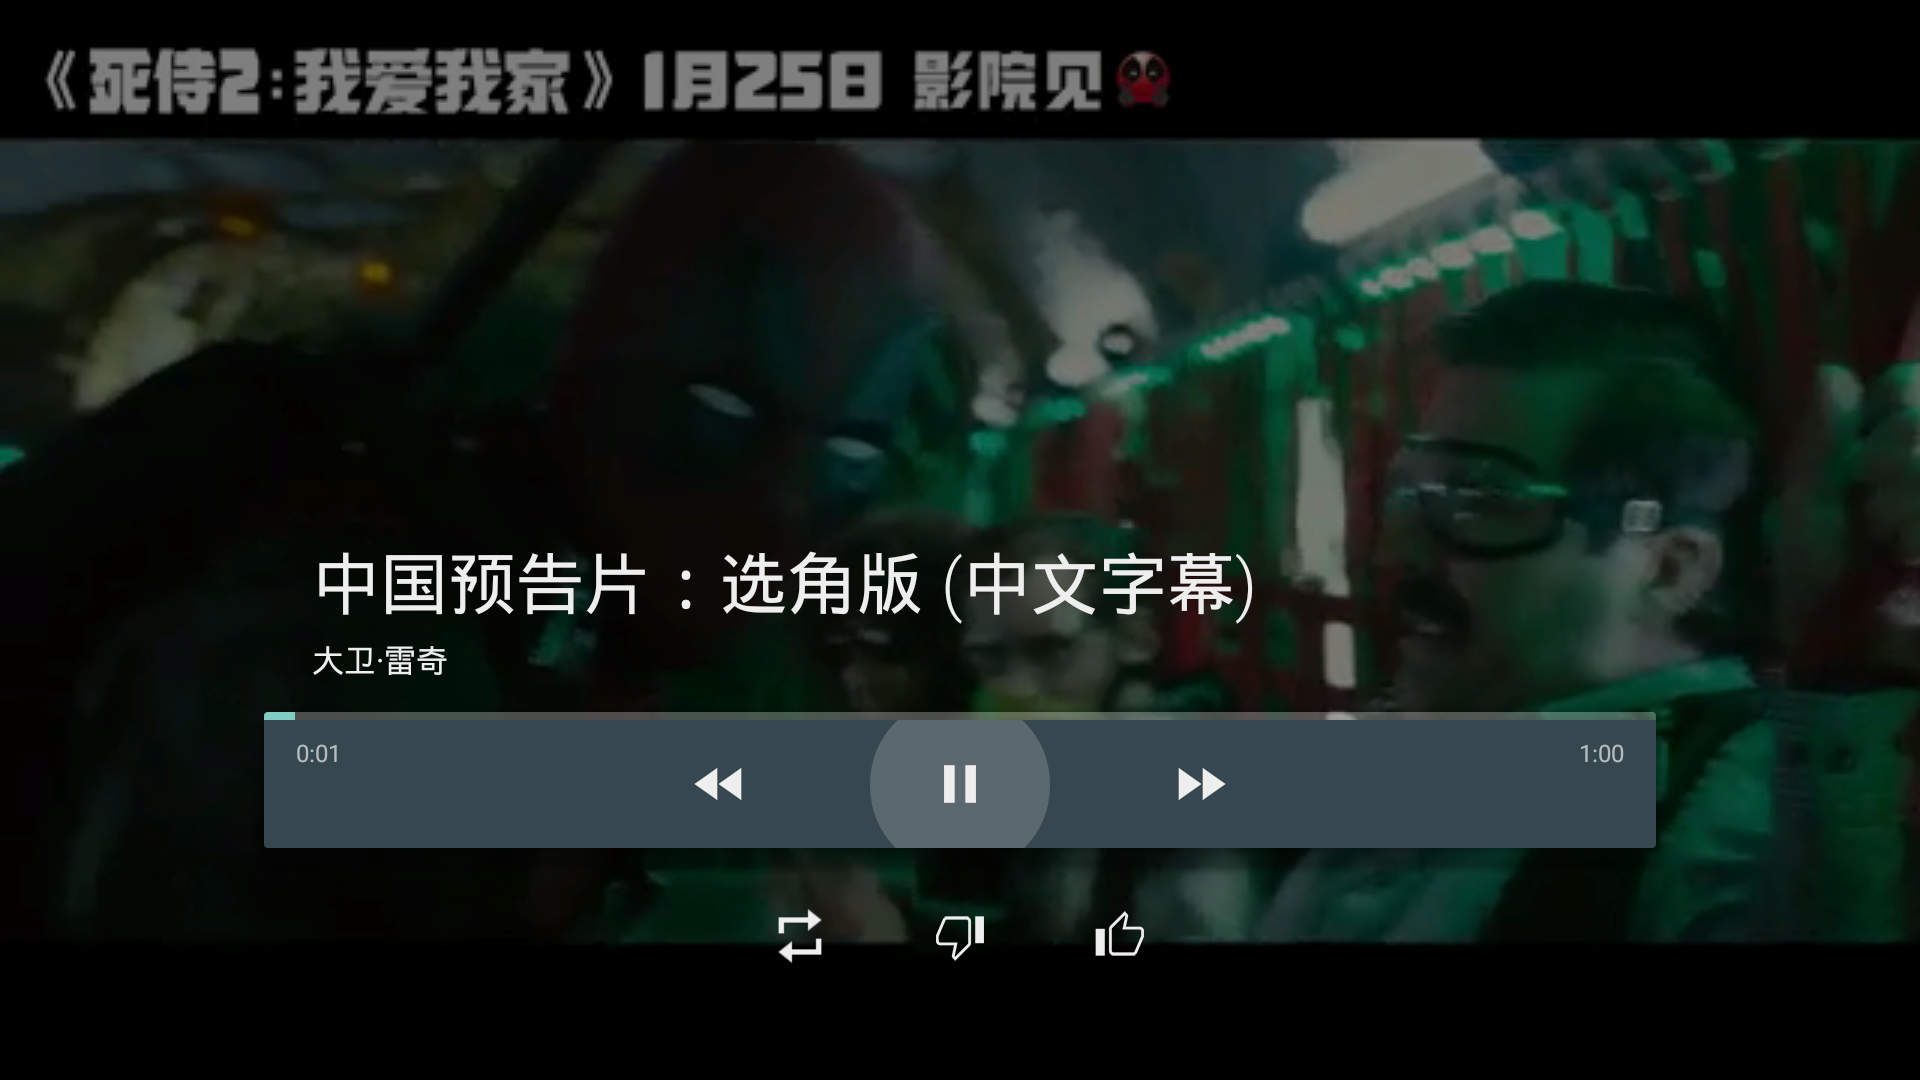 《死侍2:我爱我家》1月25日 影院见
中国预告片：选角版 (中文字幕)
大卫·雷奇
0:01
1:00